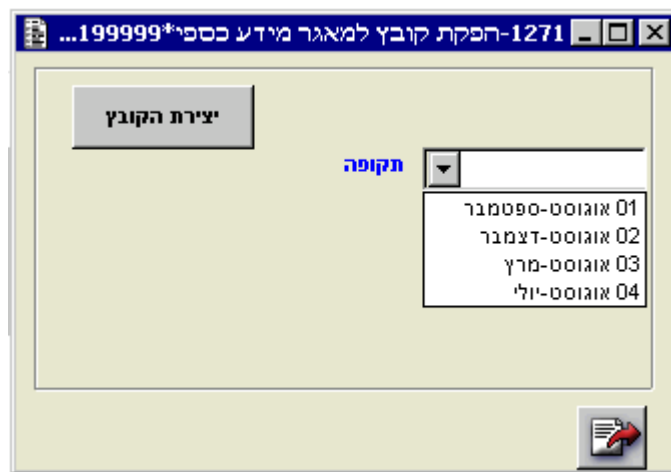 1271-הפקת קובץ למאגר מידע כספי*199999...
יצירת הקובץ
תקופה
01 אוגוסט-ספטמבר
02 אוגוסט-דצמבר
03 אוגוסט-מרץ
04 אוגוסט-יולי